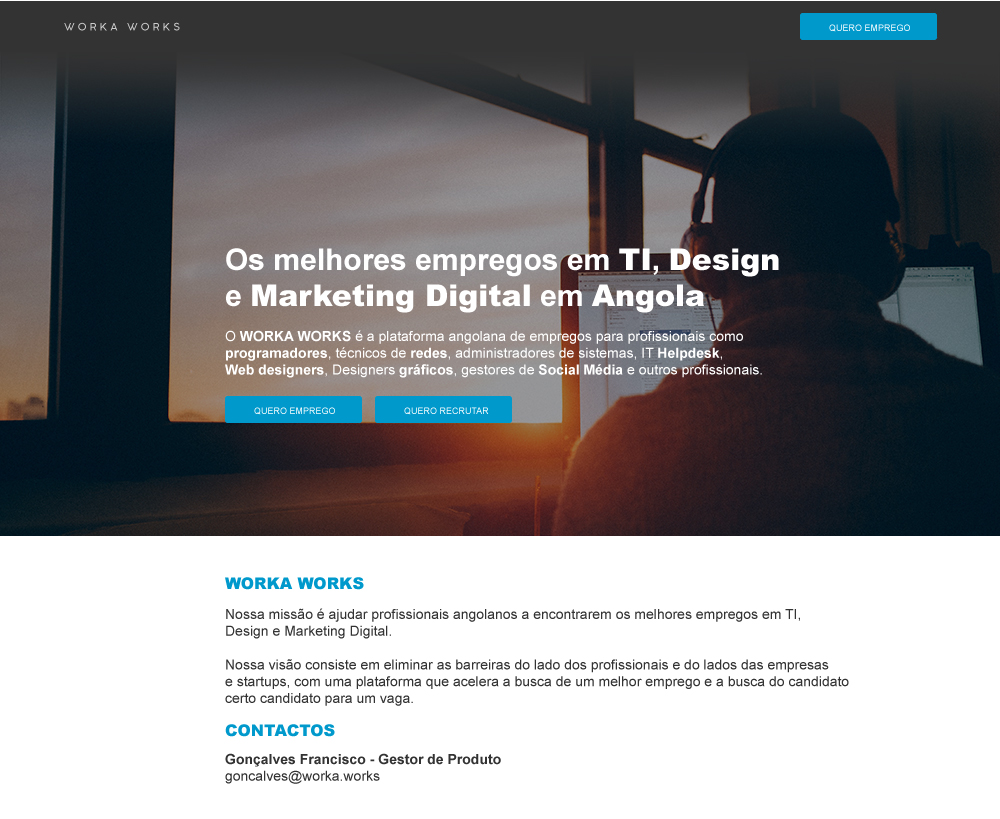 WORKA WORKS
QUERO EMPREGO
Os melhores empregos em TI, Design
e Marketing Digital em Angola
O WORKA WORKS é a plataforma angolana de empregos para profissionais como
programadores, técnicos de redes, administradores de sistemas, IT Helpdesk,
Web designers, Designers gráficos, gestores de Social Média e outros profissionais.
QUERO EMPREGO
QUERO RECRUTAR
WORKA WORKS
Nossa missão é ajudar profissionais angolanos a encontrarem os melhores empregos em TI,
Design e Marketing Digital.
Nossa visão consiste em eliminar as barreiras do lado dos profissionais e do lados das empresas
e startups, com uma plataforma que acelera a busca de um melhor emprego e a busca do candidato
certo candidato para um vaga.
CONTACTOS
Gonçalves Francisco - Gestor de Produto
goncalves@worka.works